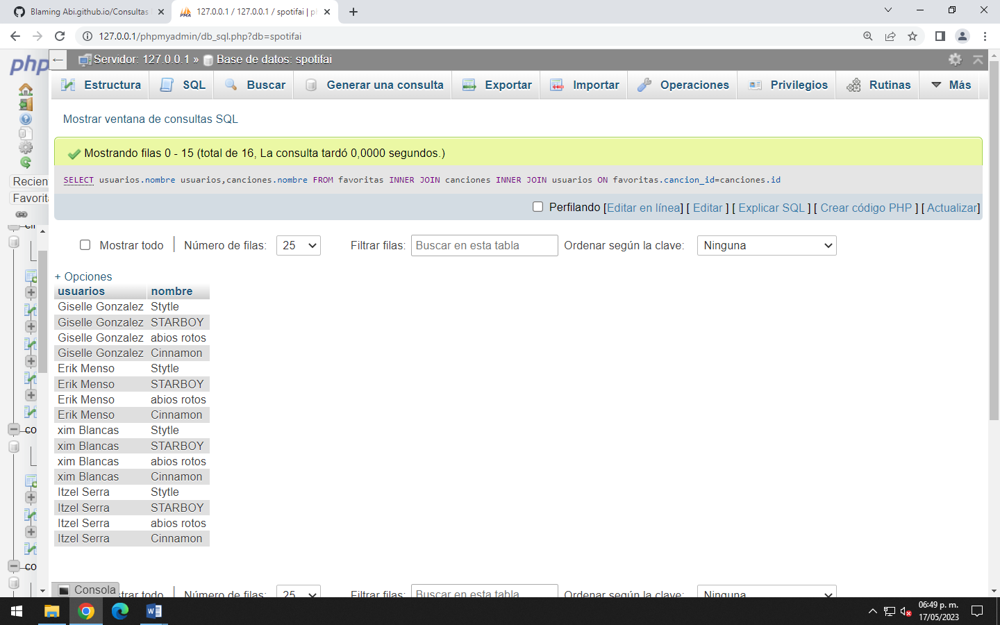 Blaming Abi.github.io/Consultas
127.0.0.1 / 127.0.0.1 / spotifai | p
127.0.0.1/phpmyadmin/db_sql.php?db=spotifai
php
Servidor: 127.0.0.1 » Base de datos: spotifai
Estructura SQL Buscar Generar una consulta Exportar Importar Operaciones Privilegios Rutinas Más
Mostrar ventana de consultas SQL
Mostrando filas 0 - 15 (total de 16, La consulta tardó 0,0000 segundos.)
SELECT usuarios.nombre usuarios,canciones.nombre FROM favoritas INNER JOIN canciones INNER JOIN usuarios ON favoritas.cancion_id=canciones.id
Recien
Favorita
Perfilando [Editar en línea] [ Editar ] [ Explicar SQL ] [ Crear código PHP ] [ Actualizar]
Mostrar todo Número de filas: 25 Filtrar filas: Buscar en esta tabla Ordenar según la clave: Ninguna
+ Opciones
usuarios nombre
Giselle Gonzalez Stytle
Giselle Gonzalez STARBOY
Giselle Gonzalez abios rotos
Giselle Gonzalez Cinnamon
Erik Menso Stytle
Erik Menso STARBOY
Erik Menso abios rotos
Erik Menso Cinnamon
xim Blancas Stytle
xim Blancas STARBOY
xim Blancas abios rotos
xim Blancas Cinnamon
Itzel Serra Stytle
Itzel Serra STARBOY
Itzel Serra abios rotos
Itzel Serra Cinnamon
co
co
Consola
strar todo Número de filas: 25 Filtrar filas: Buscar en esta tabla Ordenar según la clave: Ninguna
06:49 p. m.
17/05/2023